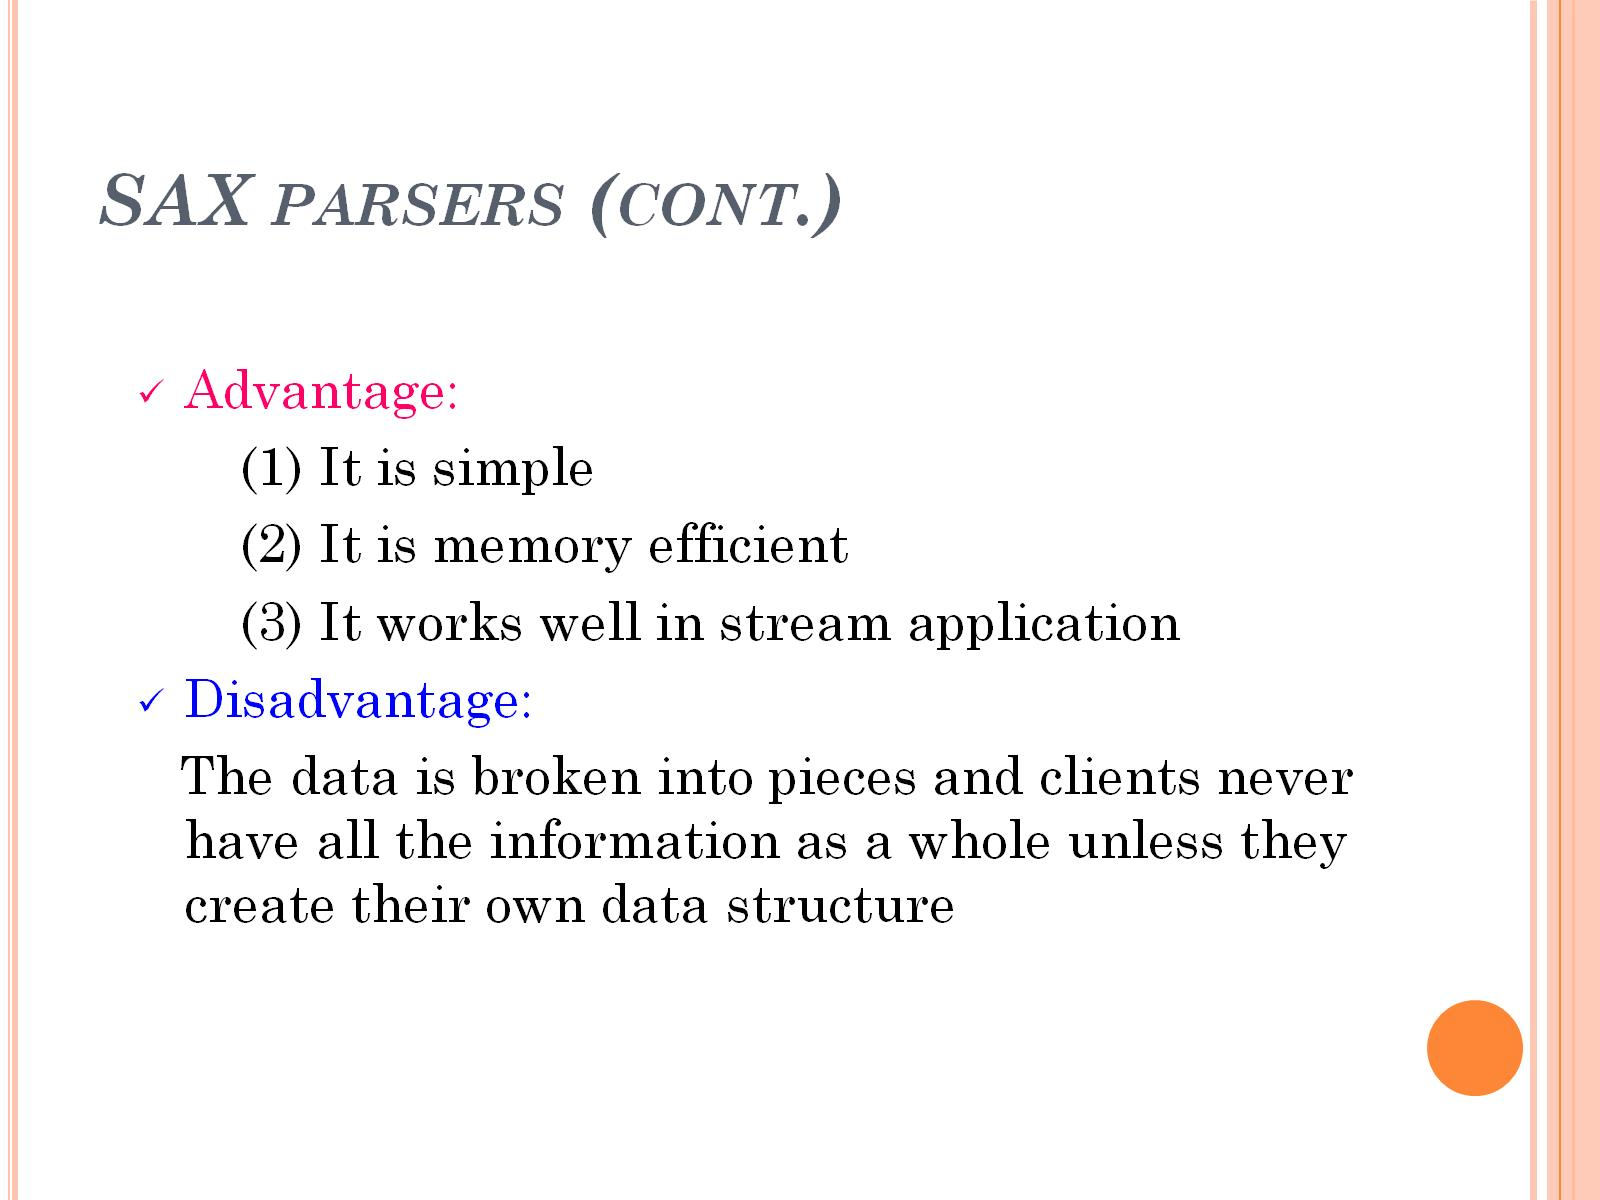 SAX PARSERS (CONT.)
✓ Advantage:
(1) It is simple
(2) It is memory efficient
(3) It works well in stream application
✓ Disadvantage:
The data is broken into pieces and clients never
have all the information as a whole unless they
create their own data structure